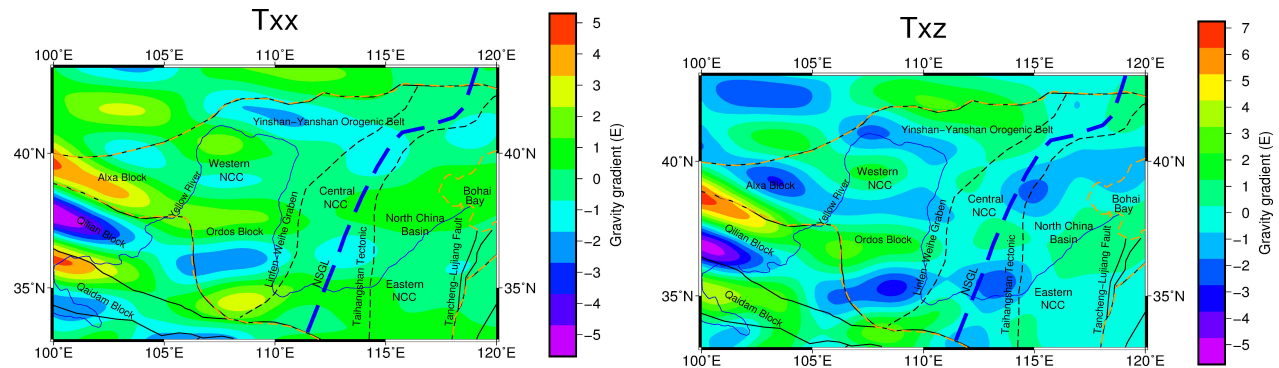 Txx
100°E 105°E 110°E 115°E 120°E
40°N
35°N
40°N
35°N
100°E 105°E 110°E 115°E 120°E
Yinshan−Yanshan Orogenic Belt
Western
NCC
Alxa Block
Yellow River
Central
NCC
Bohai
Bay
Qilian Block
Ordos Block
Linfen−Weihe Graben
North China
Basin
NSGL
Taihangshan Tectonic
Tancheng−Lujiang Fault
Eastern
NCC
Qaidam Block
5
4
3
2
1
0
−1
−2
−3
−4
−5
Gravity gradient (E)
Txz
100°E 105°E 110°E 115°E 120°E
40°N
35°N
40°N
35°N
100°E 105°E 110°E 115°E 120°E
Yinshan−Yanshan Orogenic Belt
Western
NCC
Alxa Block
Yellow River
Central
NCC
Bohai
Bay
Qilian Block
Ordos Block
Linfen−Weihe Graben
North China
Basin
NSGL
Taihangshan Tectonic
Tancheng−Lujiang Fault
Eastern
NCC
Qaidam Block
7
6
5
4
3
2
1
0
−1
−2
−3
−4
−5
Gravity gradient (E)